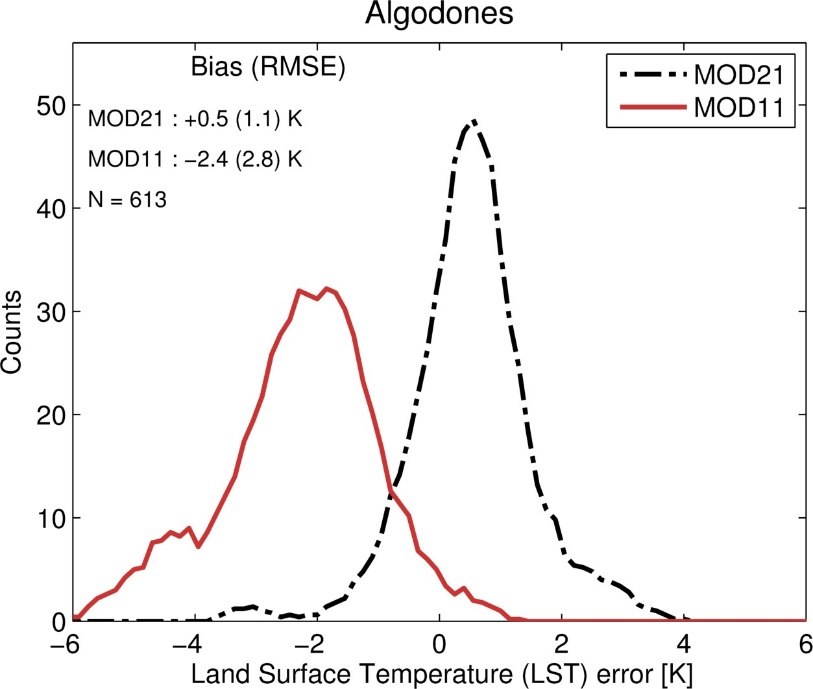 Algodones
Bias (RMSE)
MOD21 : +0.5 (1.1) K
MOD11 : −2.4 (2.8) K
N = 613
MOD21
MOD11
Counts
50
40
30
20
10
0
−6 −4 −2 0 2 4 6
Land Surface Temperature (LST) error [K]